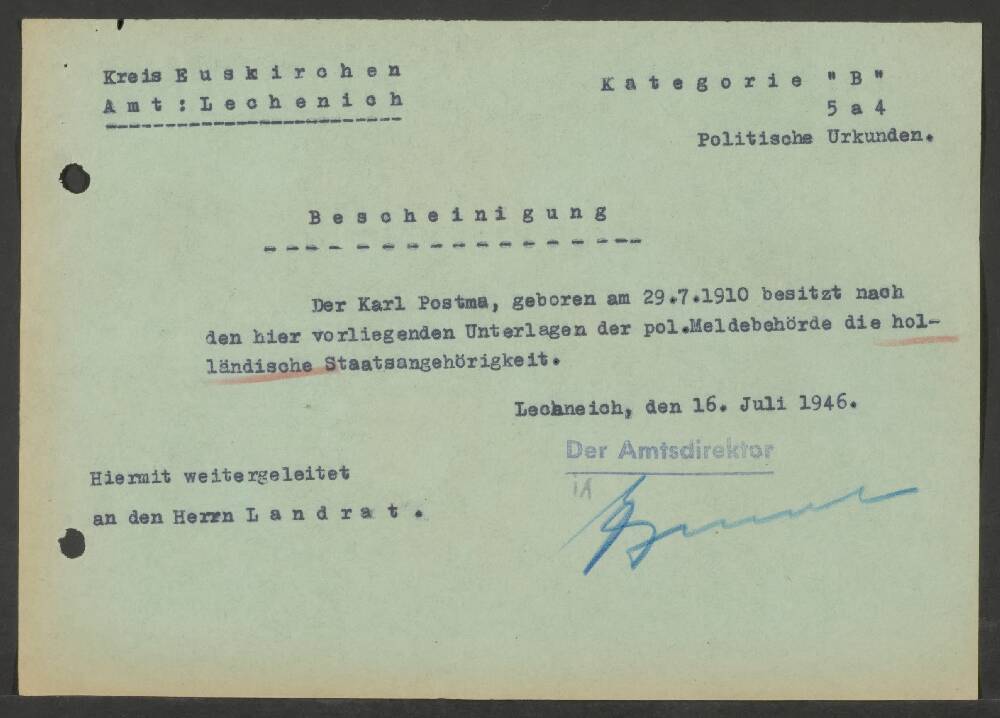 Kreis Euskirchen
Amt: Lechenich
Kategorie "B"
5 a 4
Politische Urkunden.
Bescheinigung
Der Karl Postma, geboren am 29.7.1910 besitzt nach
den hier vorliegenden Unterlagen der pol.Meldebehörde die hol-
ländische Staatsangehörigkeit.
Lechneich, den 16. Juli 1946.
Der Amtsdirektor
Hiermit weitergeleitet
an den Herrn Landrat.